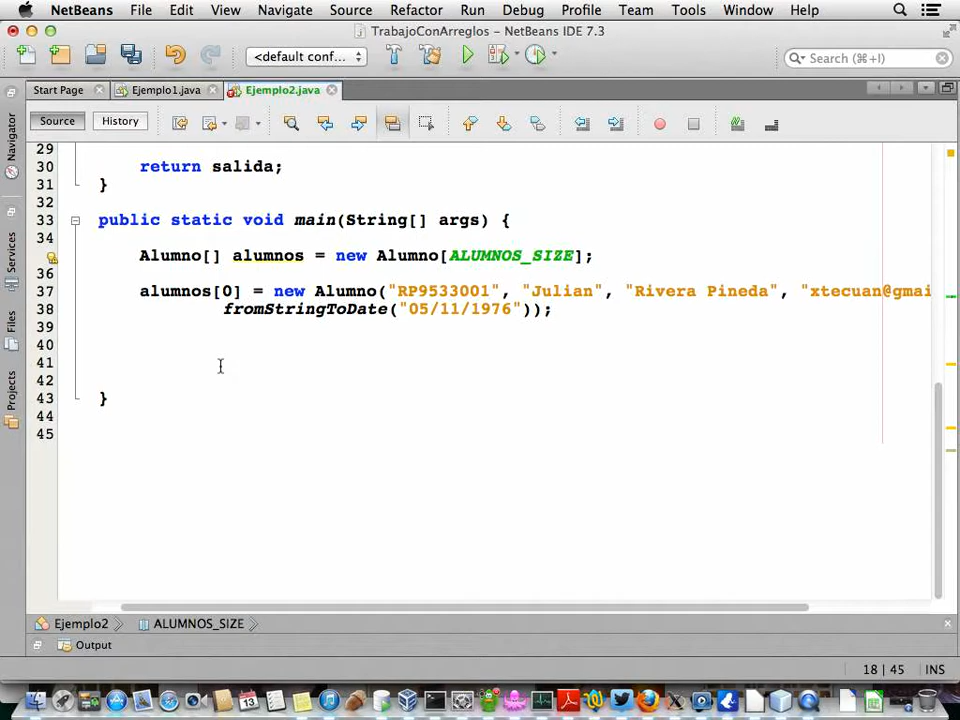 NetBeans File Edit View Navigate Source Refactor Run Debug Profile Team Tools Window Help
TrabajoConArreglos – NetBeans IDE 7.3
<default conf... Search (⌘+I)
Start Page Ejemplo1.java Ejemplo2.java
Source History
29
30 return salida;
31 }
32
33 public static void main(String[] args) {
34
Alumno[] alumnos = new Alumno[ALUMNOS_SIZE];
36
37 alumnos[0] = new Alumno("RP9533001", "Julian", "Rivera Pineda", "xtecuan@gmai
38 fromStringToDate("05/11/1976"));
39
40
41
42
43 }
44
45
Navigator
Services
Files
Projects
Ejemplo2 ALUMNOS_SIZE
Output
18 | 45 INS